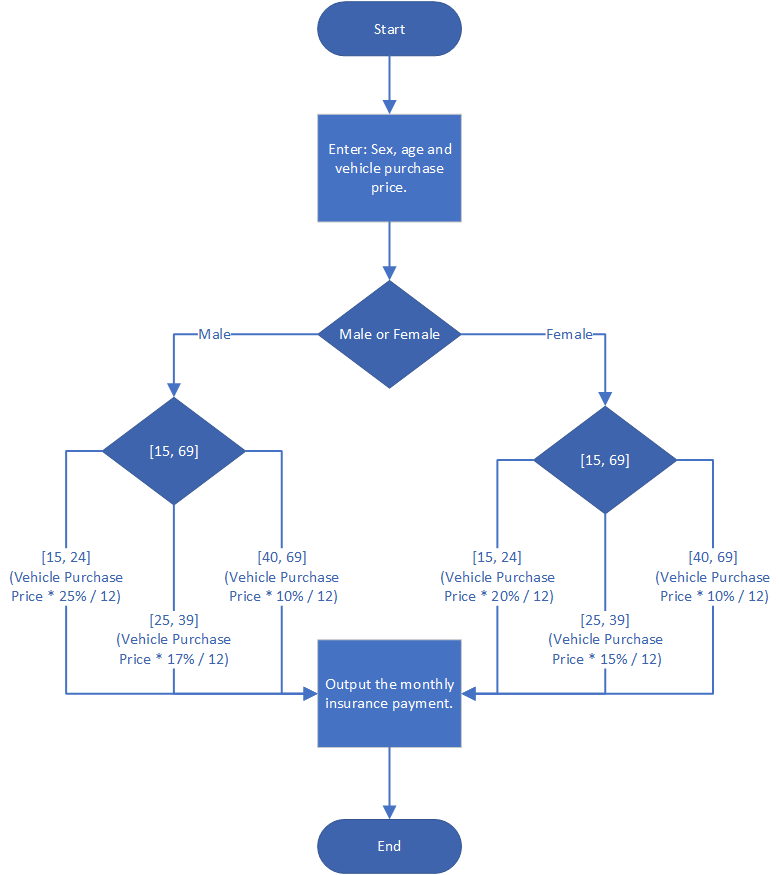 Start
Enter: Sex, age and
vehicle purchase
price.
Male or Female
Male
Female
[15, 69]
[15, 69]
[15, 24]
(Vehicle Purchase
Price * 25% / 12)
[25, 39]
(Vehicle Purchase
Price * 17% / 12)
[40, 69]
(Vehicle Purchase
Price * 10% / 12)
[15, 24]
(Vehicle Purchase
Price * 20% / 12)
[25, 39]
(Vehicle Purchase
Price * 15% / 12)
[40, 69]
(Vehicle Purchase
Price * 10% / 12)
Output the monthly
insurance payment.
End